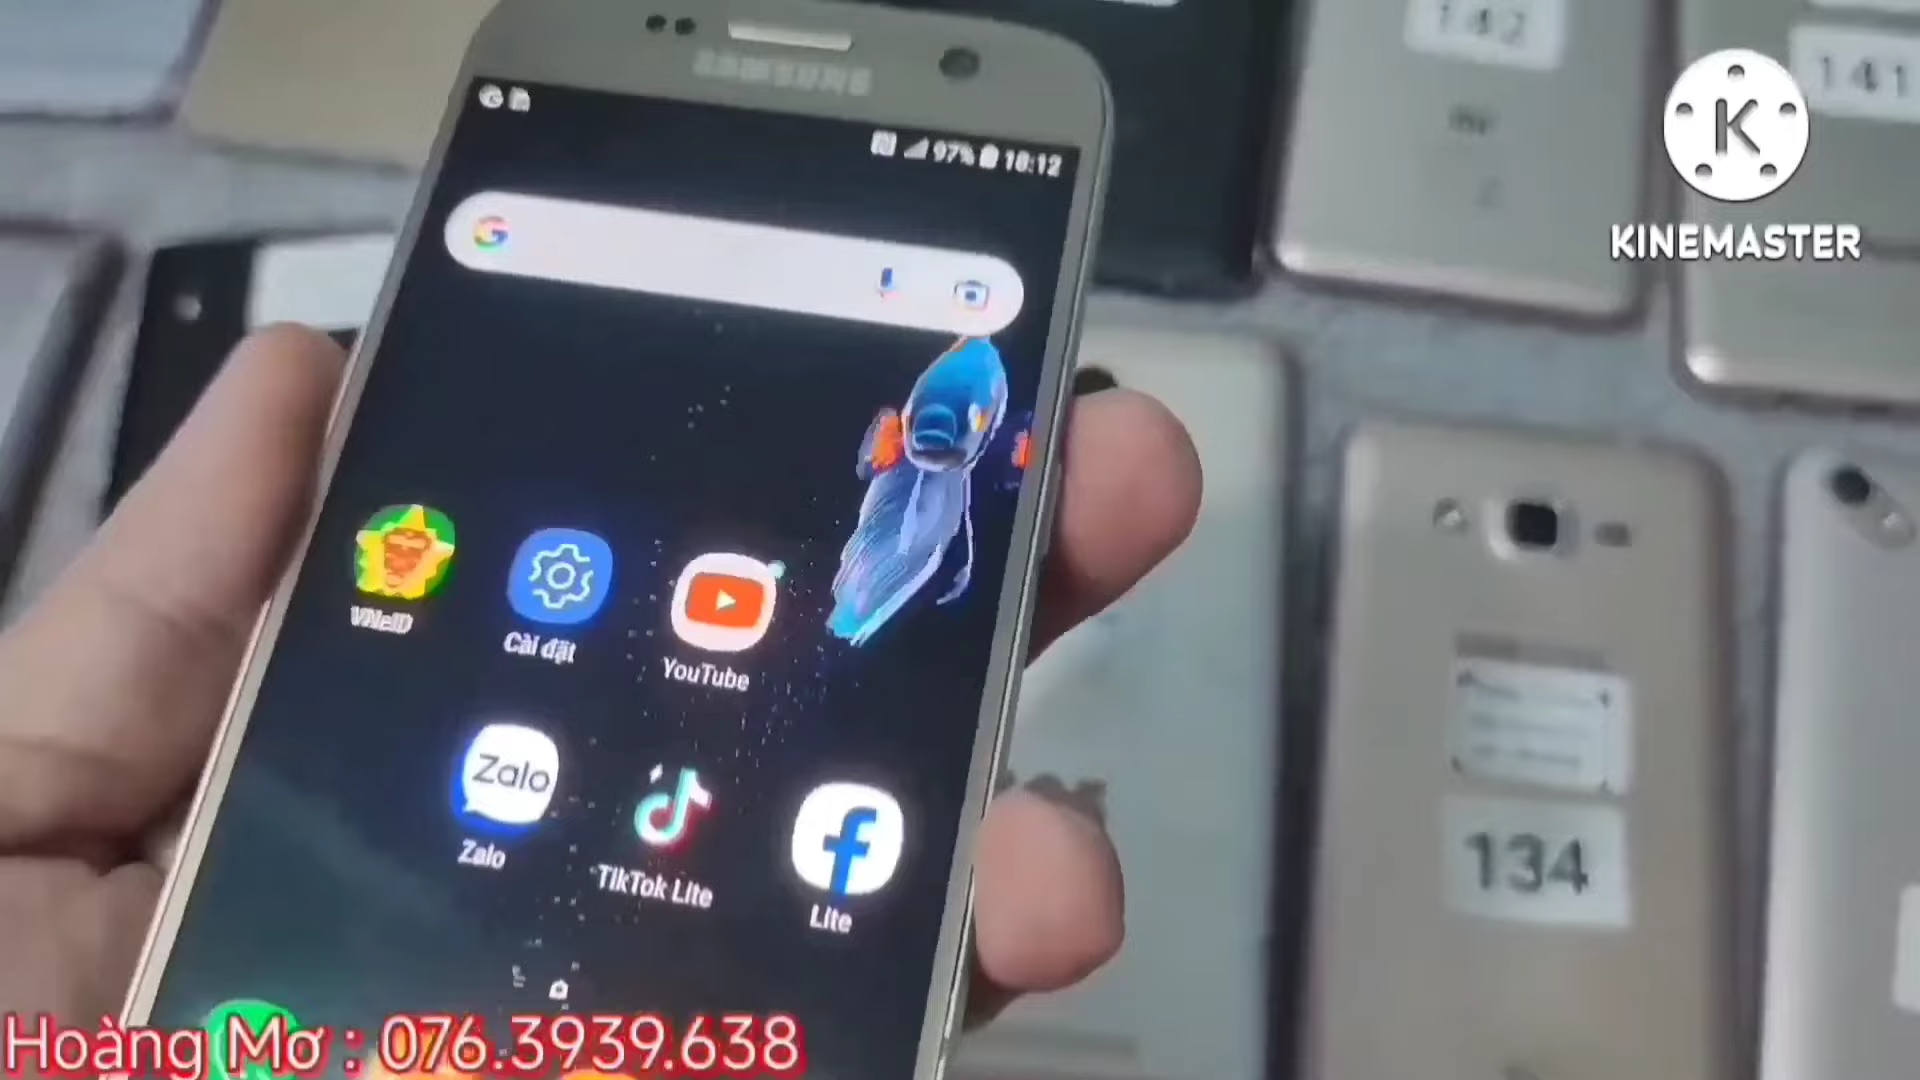 142
141
SAMSUNG
97% 18:12
KINEMASTER
VNeID
Cài đặt
YouTube
Zalo
Zalo
TikTok Lite
Lite
134
Hoàng Mơ : 076.3939.638